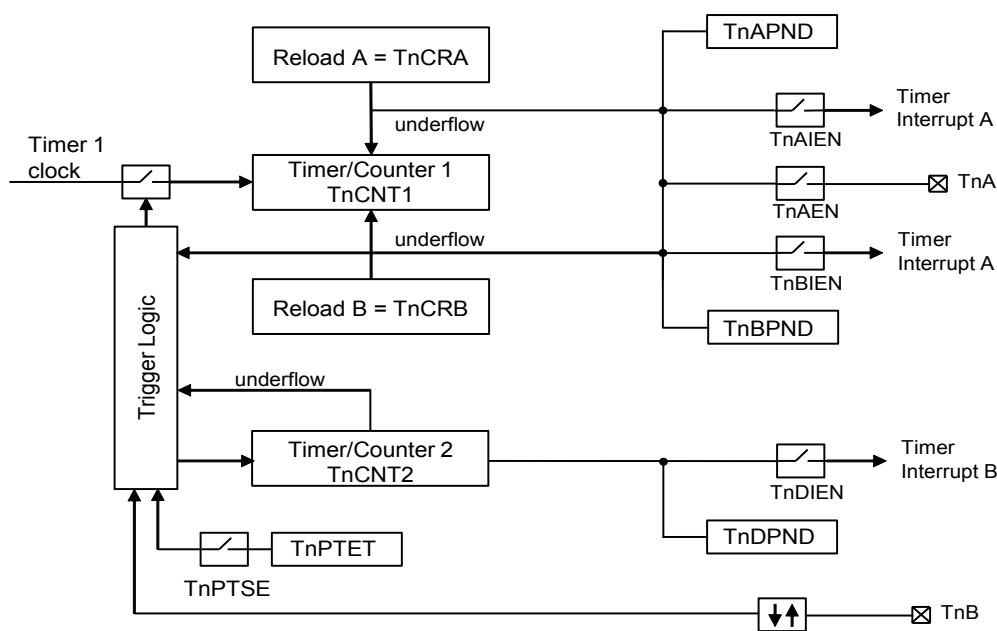 TnAPND
Reload A = TnCRA
Timer
Interrupt A
underflow
TnAIEN
Timer 1
clock
Timer/Counter 1
TnCNT1
TnA
TnAEN
underflow
Timer
Interrupt A
TnBIEN
Reload B = TnCRB
TnBPND
Trigger Logic
underflow
Timer/Counter 2
TnCNT2
Timer
Interrupt B
TnDIEN
TnDPND
TnPTET
TnPTSE
TnB